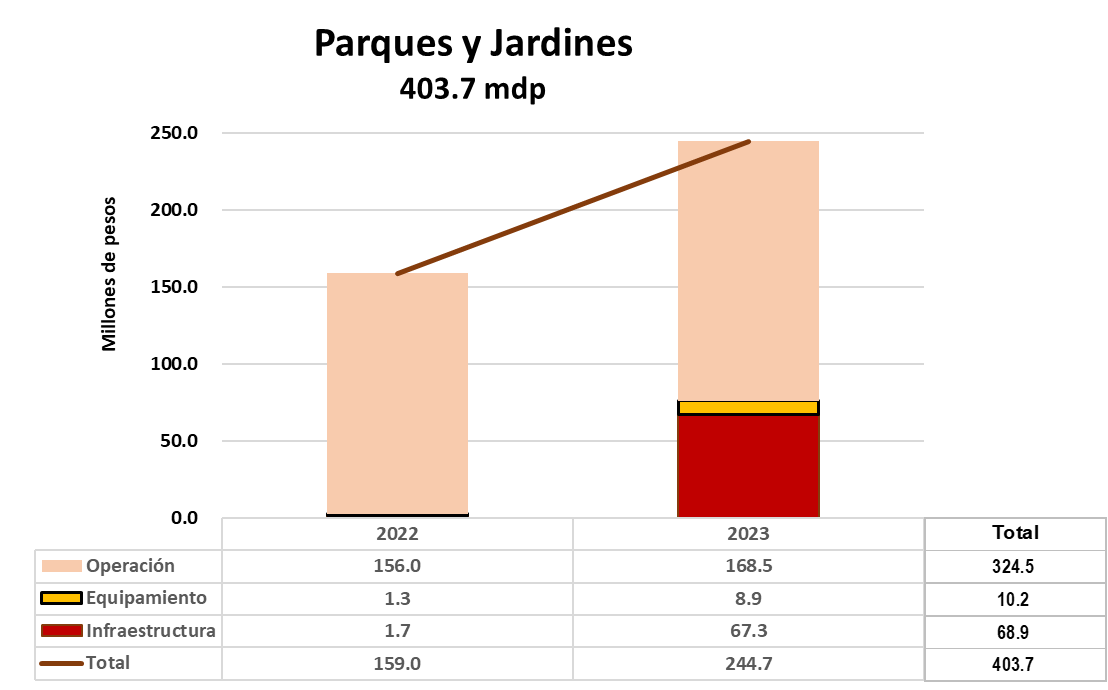 Parques y Jardines
403.7 mdp
Millones de pesos
250.0
200.0
150.0
100.0
50.0
0.0
2022 2023 Total
Operación 156.0 168.5 324.5
Equipamiento 1.3 8.9 10.2
Infraestructura 1.7 67.3 68.9
Total 159.0 244.7 403.7